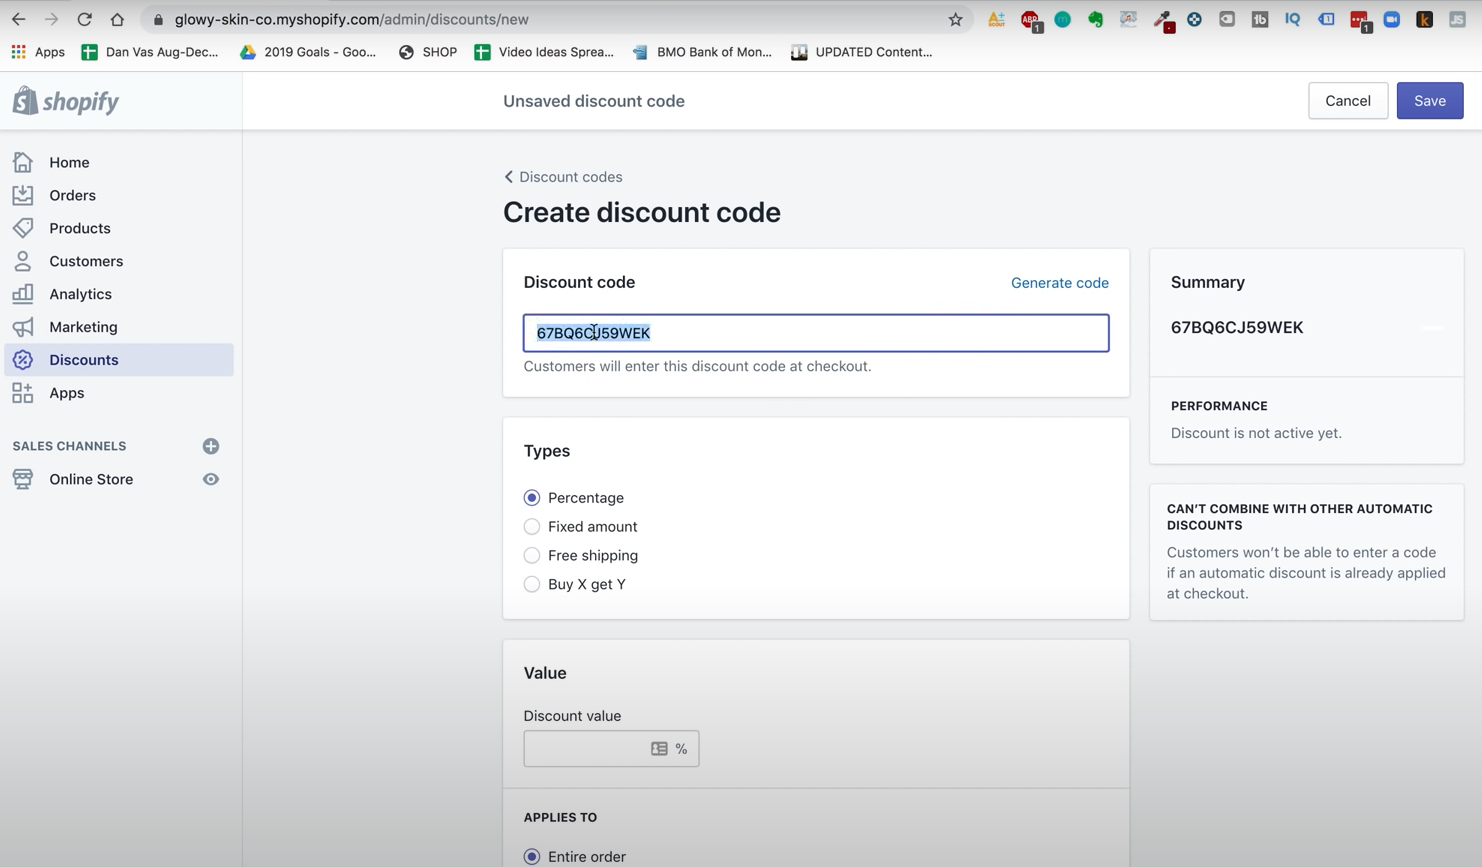 glowy-skin-co.myshopify.com/admin/discounts/new
Apps
Dan Vas Aug-Dec...
2019 Goals - Goo...
SHOP
Video Ideas Sprea...
BMO Bank of Mon...
UPDATED Content...
shopify
Unsaved discount code
Cancel
Save
Home
Orders
Products
Customers
Analytics
Marketing
Discounts
Apps
SALES CHANNELS
Online Store
Discount codes
Create discount code
Discount code
Generate code
67BQ6CJ59WEK
Customers will enter this discount code at checkout.
Types
Percentage
Fixed amount
Free shipping
Buy X get Y
Value
Discount value
%
APPLIES TO
Entire order
Summary
67BQ6CJ59WEK
PERFORMANCE
Discount is not active yet.
CAN'T COMBINE WITH OTHER AUTOMATIC
DISCOUNTS
Customers won't be able to enter a code
if an automatic discount is already applied
at checkout.